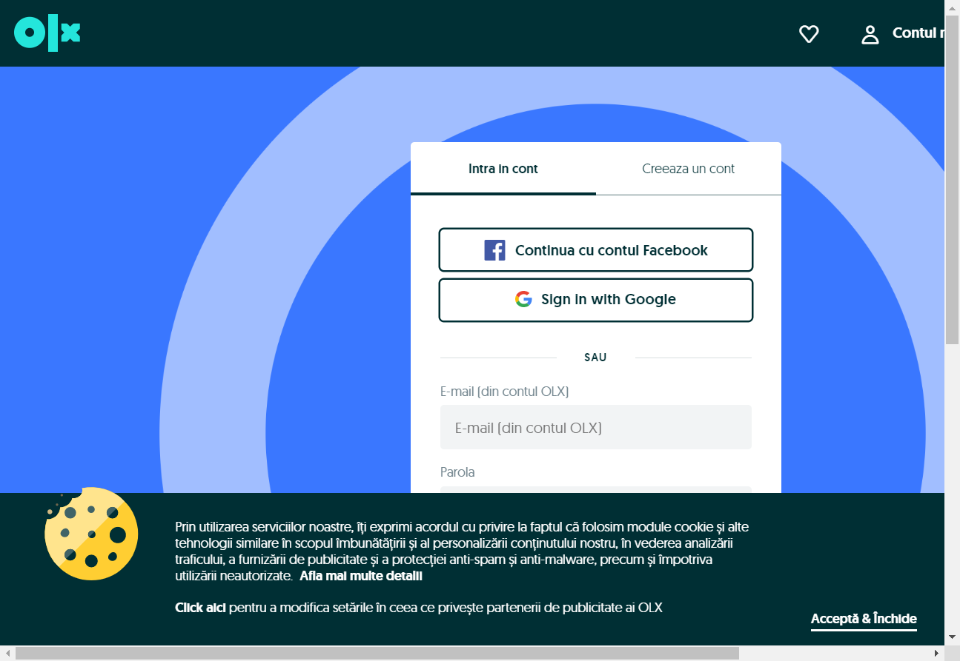 olx
Contul
Intra in cont
Creeaza un cont
Continua cu contul Facebook
Sign in with Google
SAU
E-mail (din contul OLX)
E-mail (din contul OLX)
Parola
Prin utilizarea serviciilor noastre, îți exprimi acordul cu privire la faptul că folosim module cookie și alte
tehnologii similare în scopul îmbunătățirii și al personalizării conținutului nostru, în vederea analizării
traficului, a furnizării de publicitate și a protecției anti-spam și anti-malware, precum și împotriva
utilizării neautorizate. Afla mai multe detalii
Click aici pentru a modifica setările în ceea ce privește partenerii de publicitate ai OLX
Acceptă & Închide